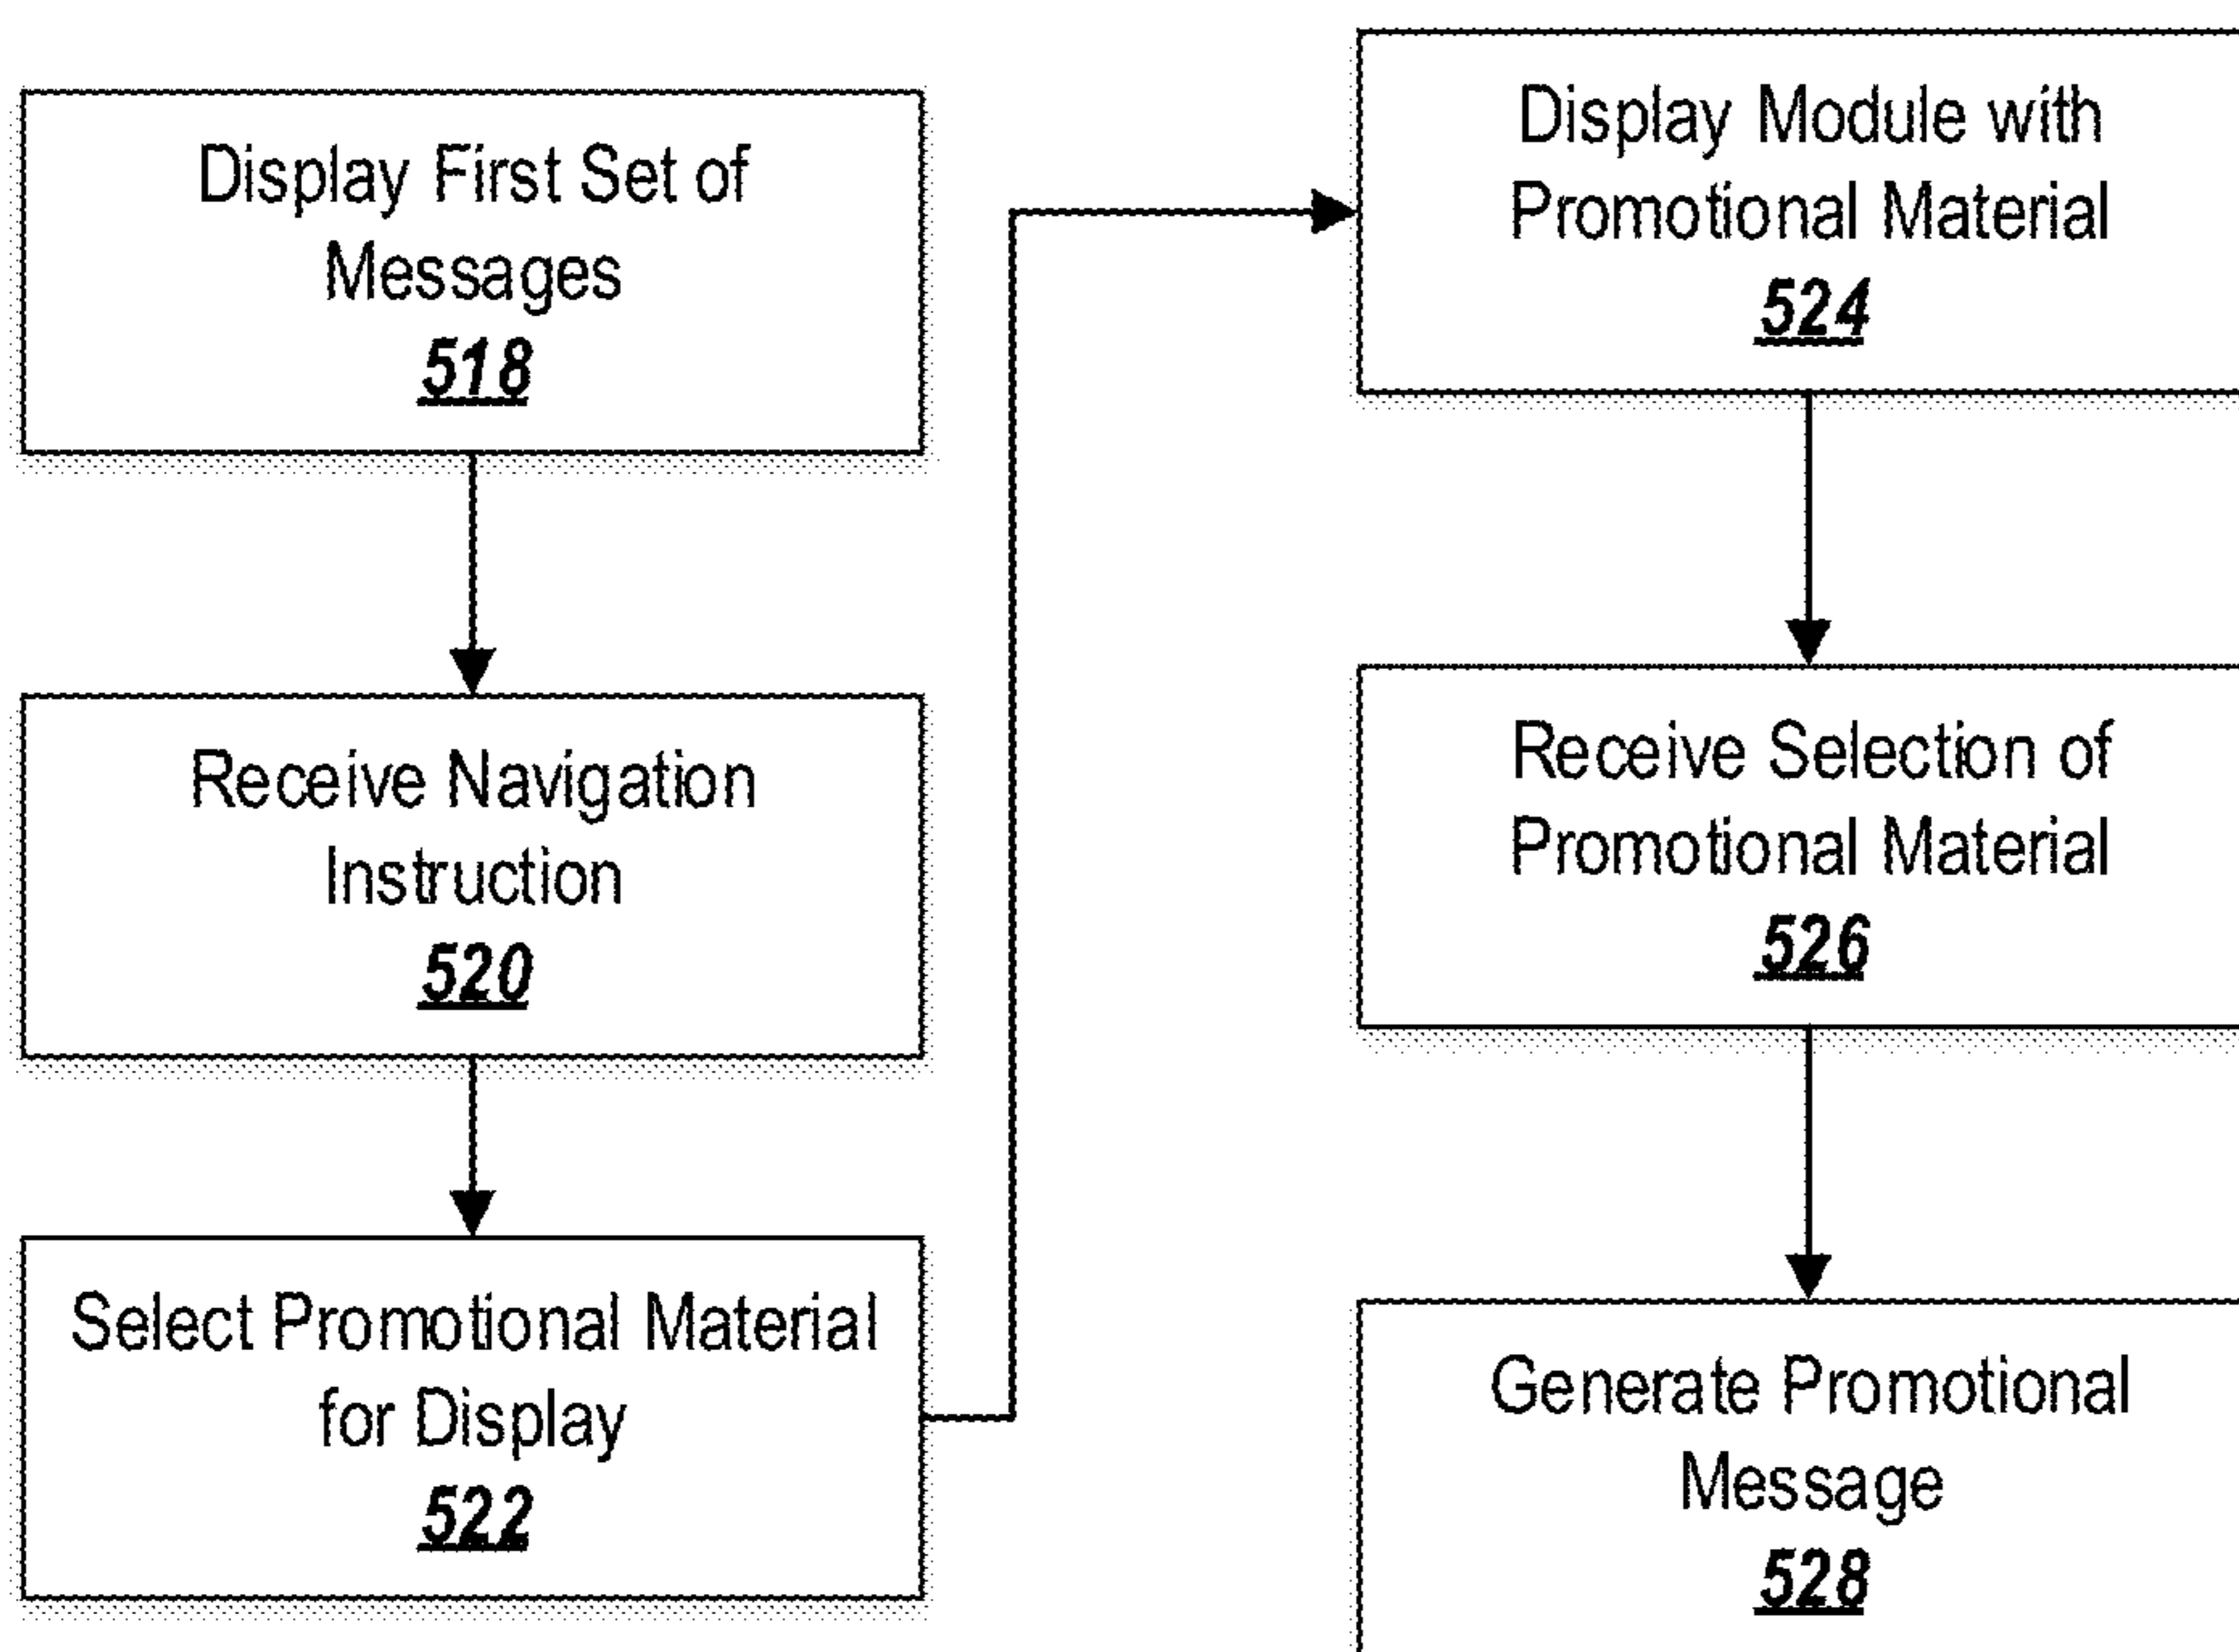 Display First Set of
Messages
518
Receive Navigation
Instruction
520
Select Promotional Material
for Display
522
Display Module with
Promotional Material
524
Receive Selection of
Promotional Material
526
Generate Promotional
Message
528